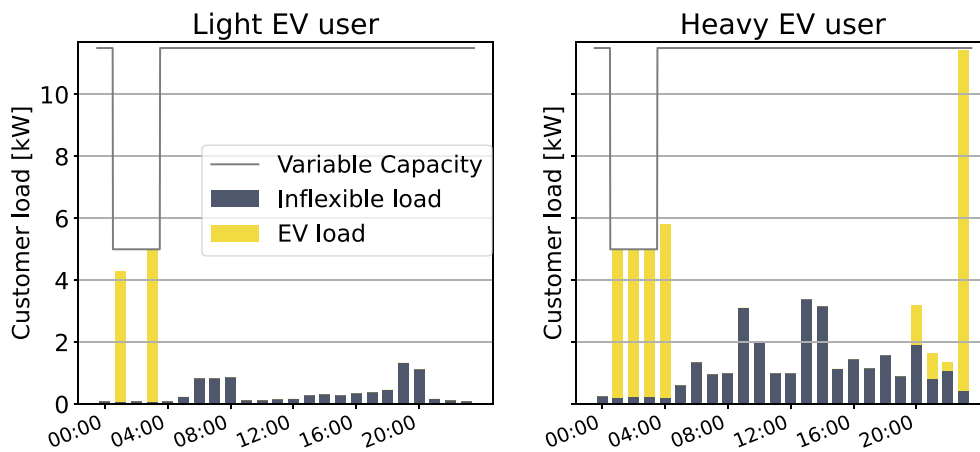 Light EV user
Customer load [kW]
10
8
6
4
2
0
Variable Capacity
Inflexible load
EV load
00:00
04:00
08:00
12:00
16:00
20:00
Heavy EV user
Customer load [kW]
00:00
04:00
08:00
12:00
16:00
20:00